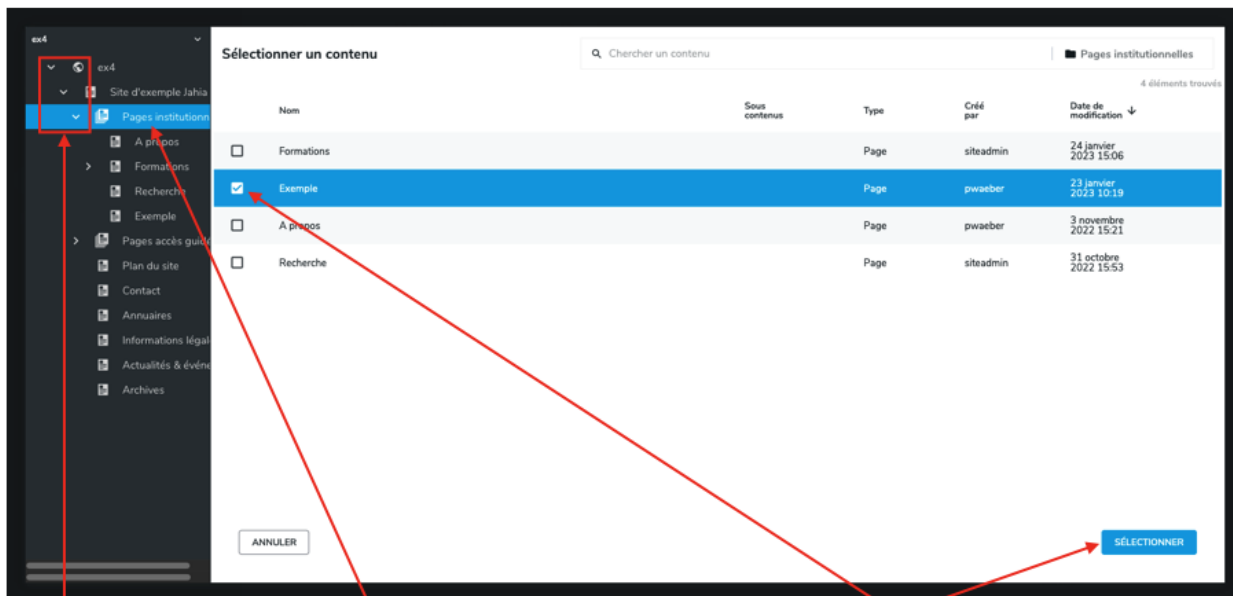 ex4
ex4
Site d'exemple Jahia
Pages institutionn
A propos
Formations
Recherche
Exemple
Pages accès guidé
Plan du site
Contact
Annuaires
Informations légal
Actualités & événe
Archives
Sélectionner un contenu
Chercher un contenu
Pages institutionnelles
4 éléments trouvés
Nom
Sous contenus
Type
Créé par
Date de modification
Formations
Page
siteadmin
24 janvier 2023 15:06
Exemple
Page
pwaeber
23 janvier 2023 10:19
A propos
Page
pwaeber
3 novembre 2022 15:21
Recherche
Page
siteadmin
31 octobre 2022 15:53
ANNULER
SÉLECTIONNER